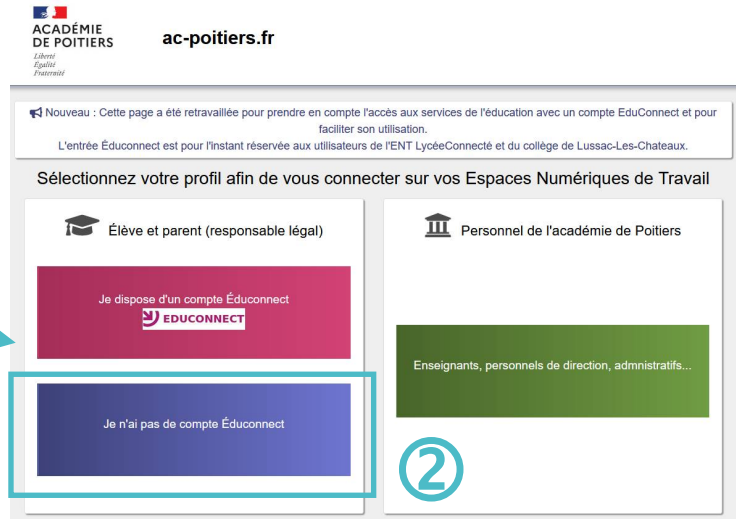 ACADÉMIE
DE POITIERS
Liberté
Égalité
Fraternité
ac-poitiers.fr
Nouveau : Cette page a été retravaillée pour prendre en compte l'accès aux services de l'éducation avec un compte EduConnect et pour
faciliter son utilisation.
L'entrée Éduconnect est pour l'instant réservée aux utilisateurs de l'ENT LycéeConnecté et du collège de Lussac-Les-Chateaux.
Sélectionnez votre profil afin de vous connecter sur vos Espaces Numériques de Travail
Élève et parent (responsable légal)
Je dispose d'un compte Éduconnect
EDUCONNECT
Je n'ai pas de compte Éduconnect
Personnel de l'académie de Poitiers
Enseignants, personnels de direction, admnistratifs...
2